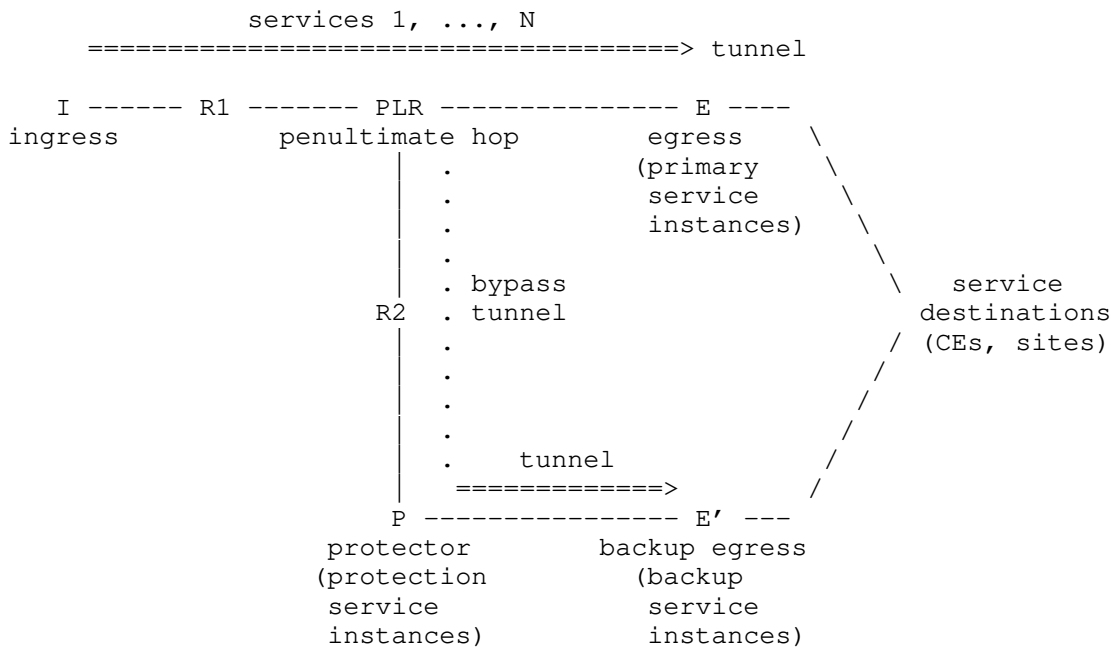 services 1, ..., N
=====================================> tunnel
I ------ R1 ------- PLR --------------- E ----
ingress penultimate hop egress \
| . (primary \
| . service \
| . instances) \
| . \
| . bypass \ service
R2 . tunnel destinations
| . / (CEs, sites)
| . /
| . /
| . /
| . tunnel /
| =============> /
P ---------------- E' ---
protector backup egress
(protection (backup
service service
instances) instances)